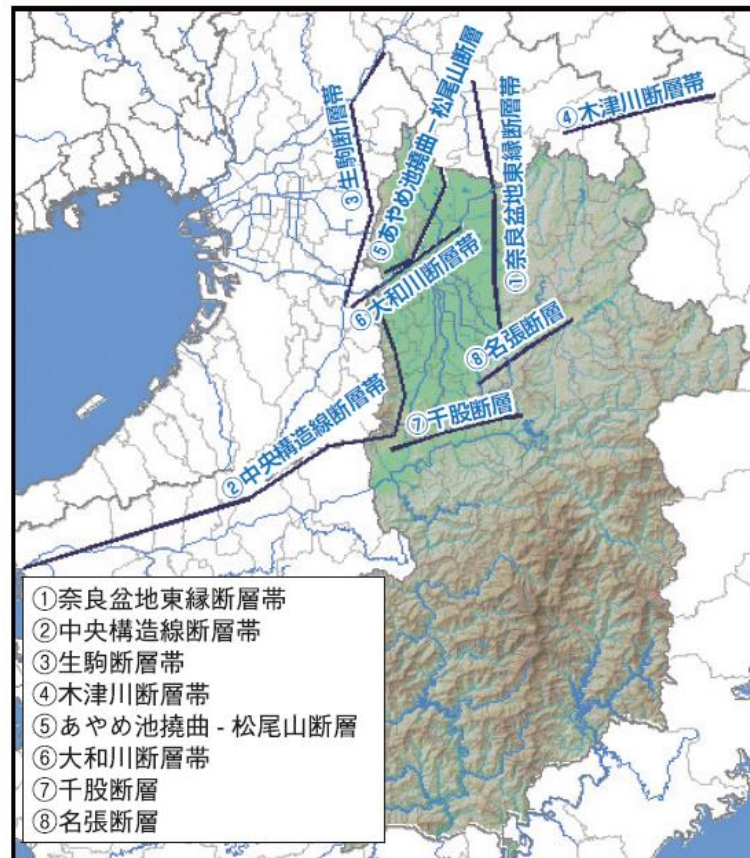 ④木津川断層帯
③生駒断層帯
⑤あやめ池撓曲－松尾山断層
①奈良盆地東縁断層帯
⑥大和川断層帯
⑧名張断層
⑦千股断層
②中央構造線断層帯
①奈良盆地東縁断層帯
②中央構造線断層帯
③生駒断層帯
④木津川断層帯
⑤あやめ池撓曲 - 松尾山断層
⑥大和川断層帯
⑦千股断層
⑧名張断層